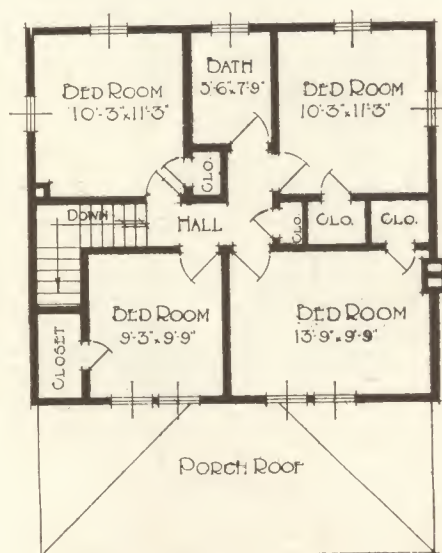 BED ROOM
10'-3"x11'-3"
BATH
5'-6"x7'-9"
BED ROOM
10'-3"x11'-3"
CLO.
DOWN
HALL
CLO.
CLO.
CLO.
BED ROOM
9'-3"x9'-9"
BED ROOM
13'-9"x9'-9"
CLOSET
PORCH ROOF